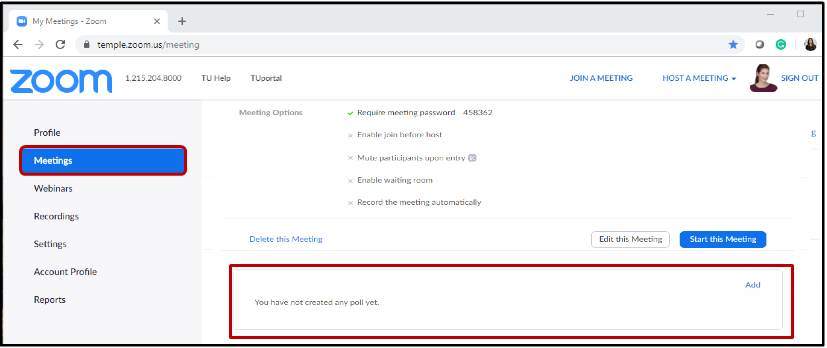 My Meetings - Zoom
temple.zoom.us/meeting
zoom 1.215.204.8000 TU Help TUportal JOIN A MEETING HOST A MEETING SIGN OUT
Meeting Options Require meeting password 458362
Profile Enable join before host g
Meetings Mute participants upon entry
Webinars Enable waiting room
Recordings Record the meeting automatically
Settings Delete this Meeting Edit this Meeting Start this Meeting
Account Profile
Add
Reports You have not created any poll yet.